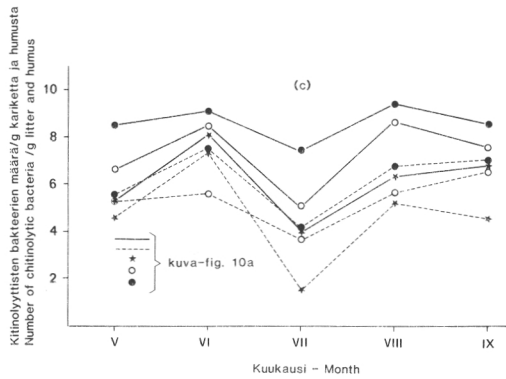 Kitinolyyttisten bakteerien määrä/g kariketta ja humusta
Number of chitinolytic bacteria /g litter and humus
(c)
10
8
6
4
2
kuva-fig. 10a
V VI VII VIII IX
Kuukausi - Month